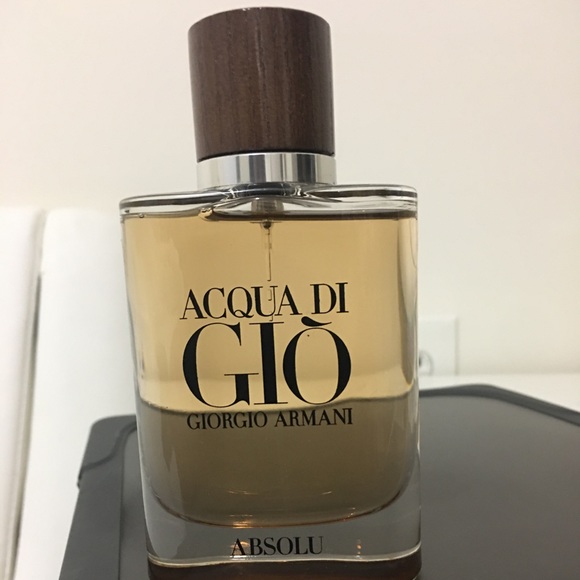 ACQUA DI
GIÒ
GIORGIO ARMANI
ABSOLU